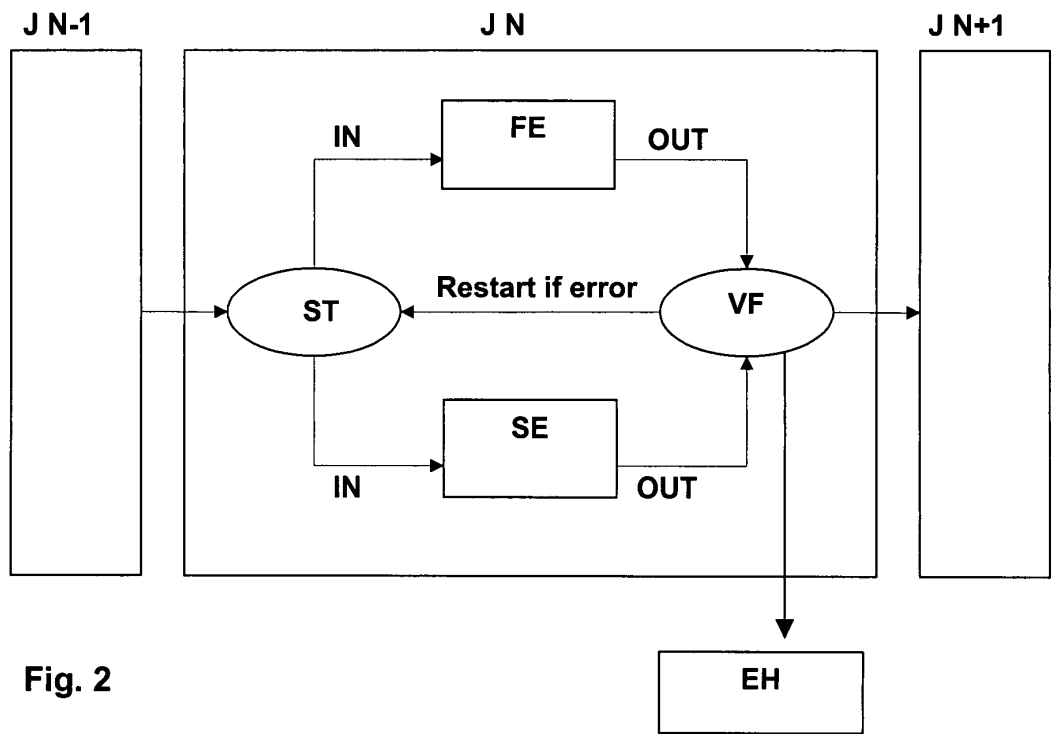 J N-1
J N
J N+1
FE
IN
OUT
Restart if error
ST
VF
SE
IN
OUT
Fig. 2
EH